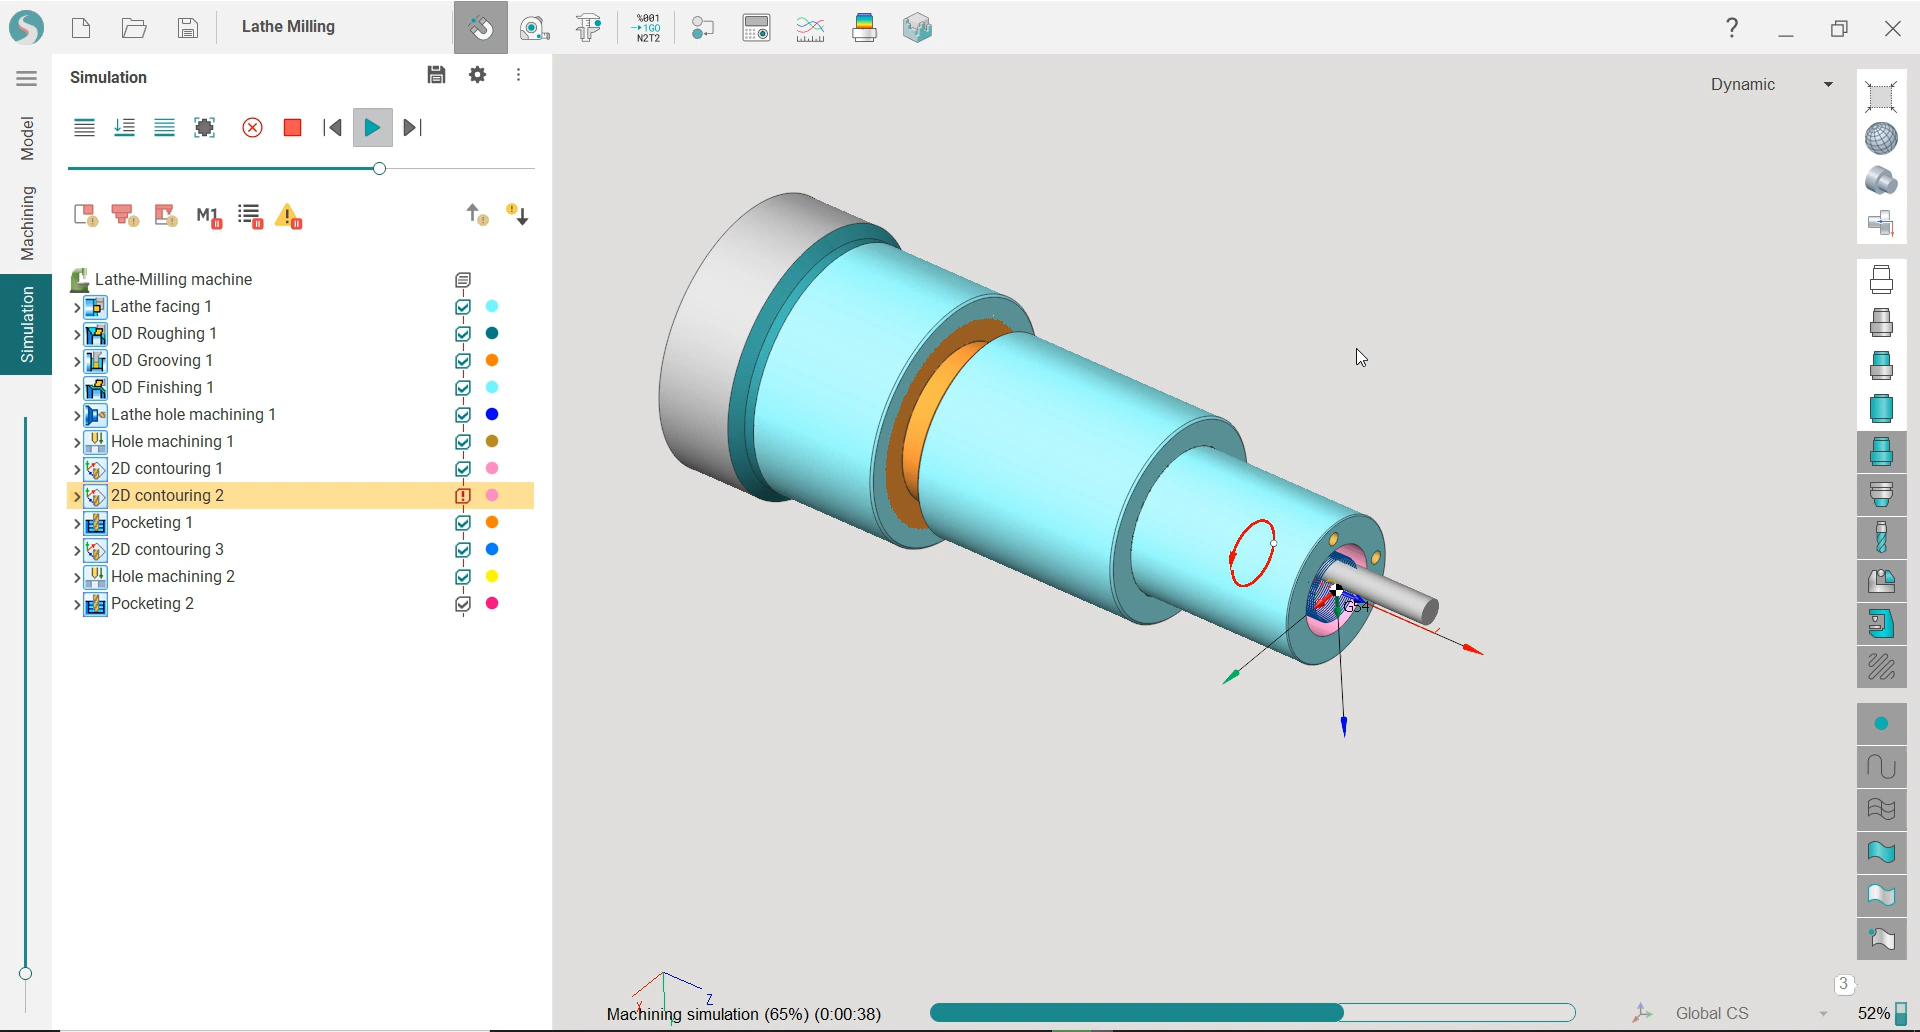 Lathe Milling
%001
1G0
N2T2
?
Simulation
Dynamic
Model
Machining
Simulation
M1
Lathe-Milling machine
Lathe facing 1
OD Roughing 1
OD Grooving 1
OD Finishing 1
Lathe hole machining 1
Hole machining 1
2D contouring 1
2D contouring 2
Pocketing 1
2D contouring 3
Hole machining 2
Pocketing 2
G54
Z
3
Machining simulation (65%) (0:00:38)
Global CS
52%